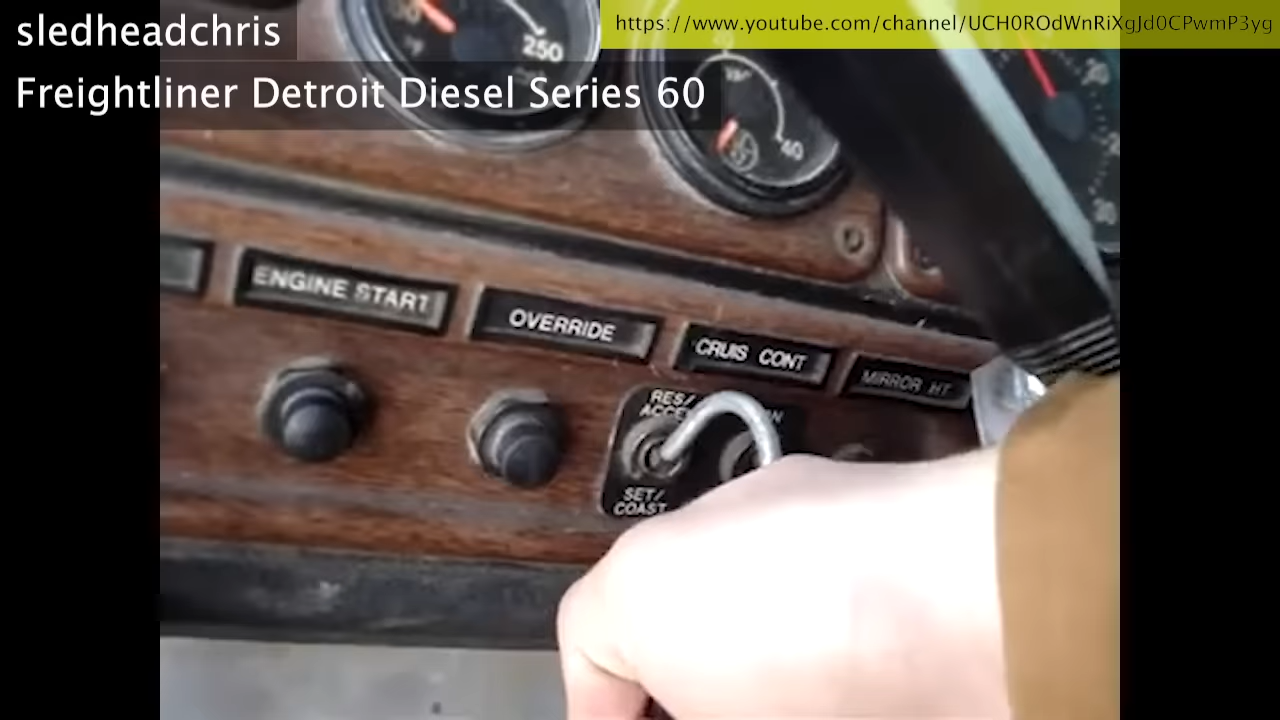 sledheadchris
https://www.youtube.com/channel/UCH0ROdWnRiXgJd0CPwmP3yg
Freightliner Detroit Diesel Series 60
250
40
ENGINE START
OVERRIDE
CRUIS CONT
MIRROR HT
RES/
SET/
COAST